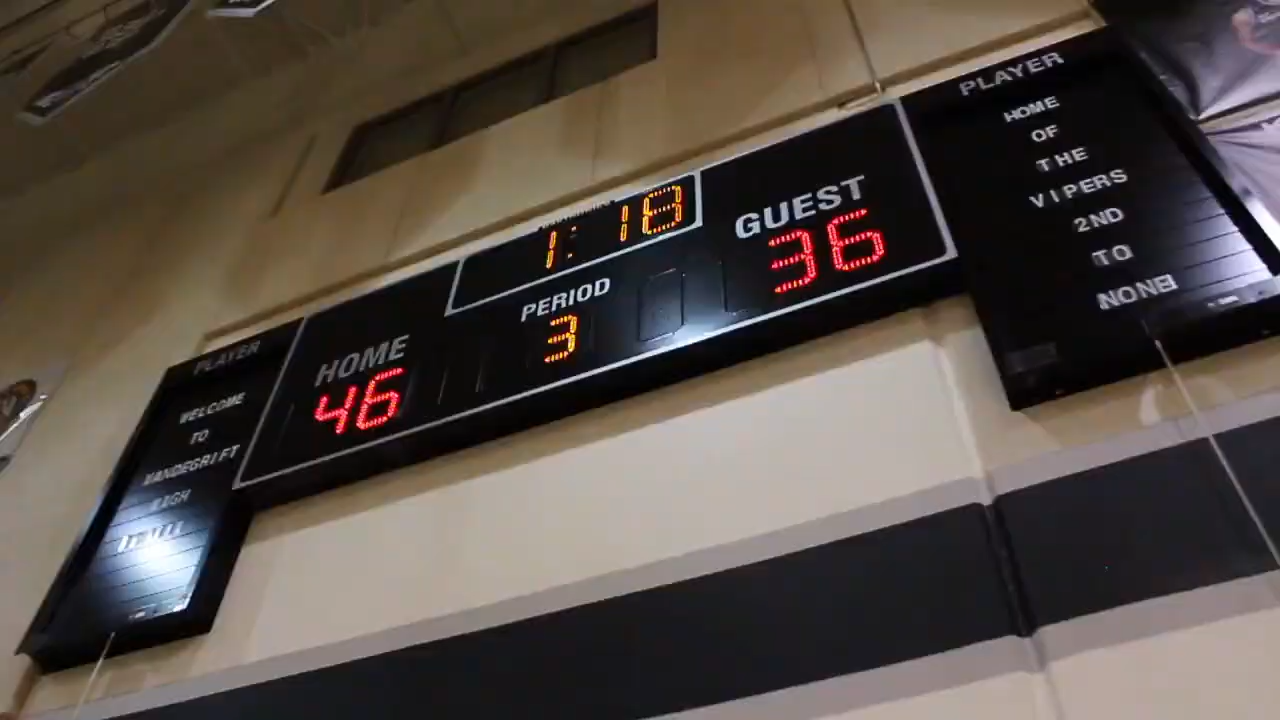 PLAYER
WELCOME
TO
VANDEGRIFT
HIGH
HOME
46
1:18
PERIOD
3
GUEST
36
PLAYER
HOME
OF
THE
VIPERS
2ND
TO
NONE!